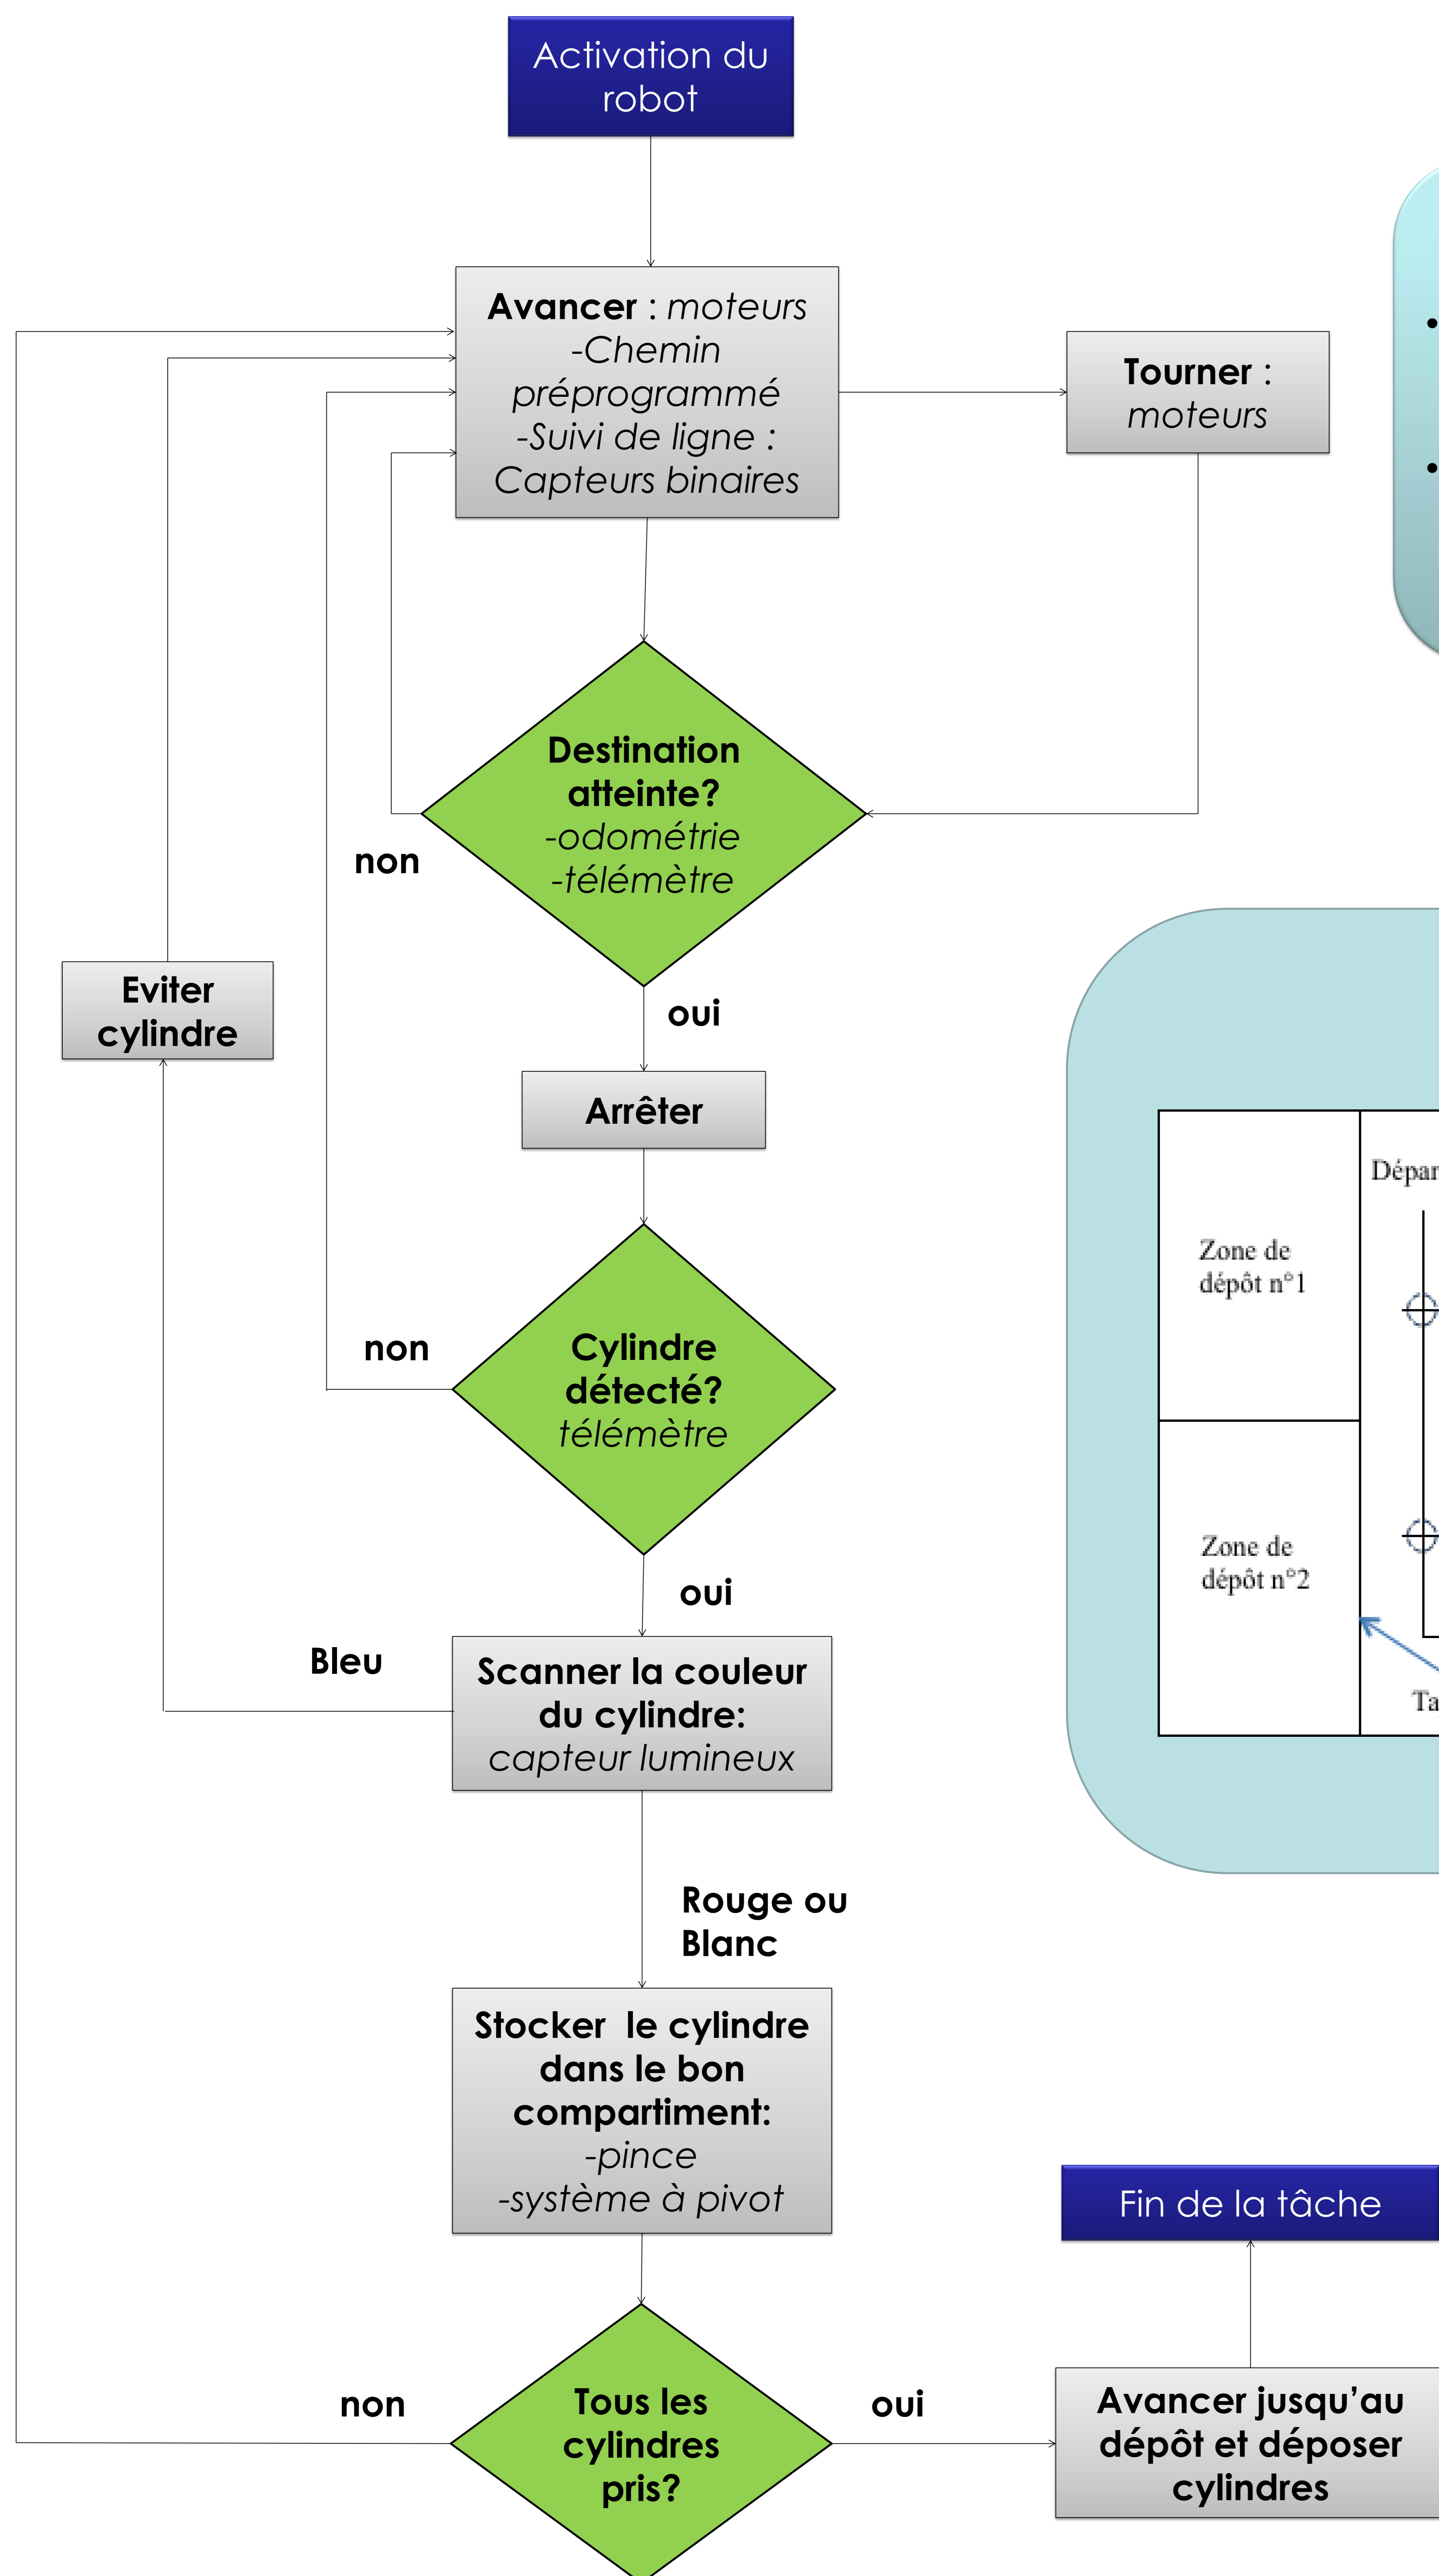 Activation du
robot
Avancer : moteurs
-Chemin
préprogrammé
-Suivi de ligne :
Capteurs binaires
Tourner :
moteurs
•
•
Destination
atteinte?
-odométrie
-télémètre
non
oui
Eviter
cylindre
Arrêter
Cylindre
détecté?
télémètre
non
oui
Zone de
dépôt n°1
Zone de
dépôt n°2
Bleu
Scanner la couleur
du cylindre:
capteur lumineux
Rouge ou
Blanc
Stocker  le cylindre
dans le bon
compartiment:
-pince
-système à pivot
Fin de la tâche
non
Tous les
cylindres
pris?
oui
Avancer jusqu’au
dépôt et déposer
cylindres